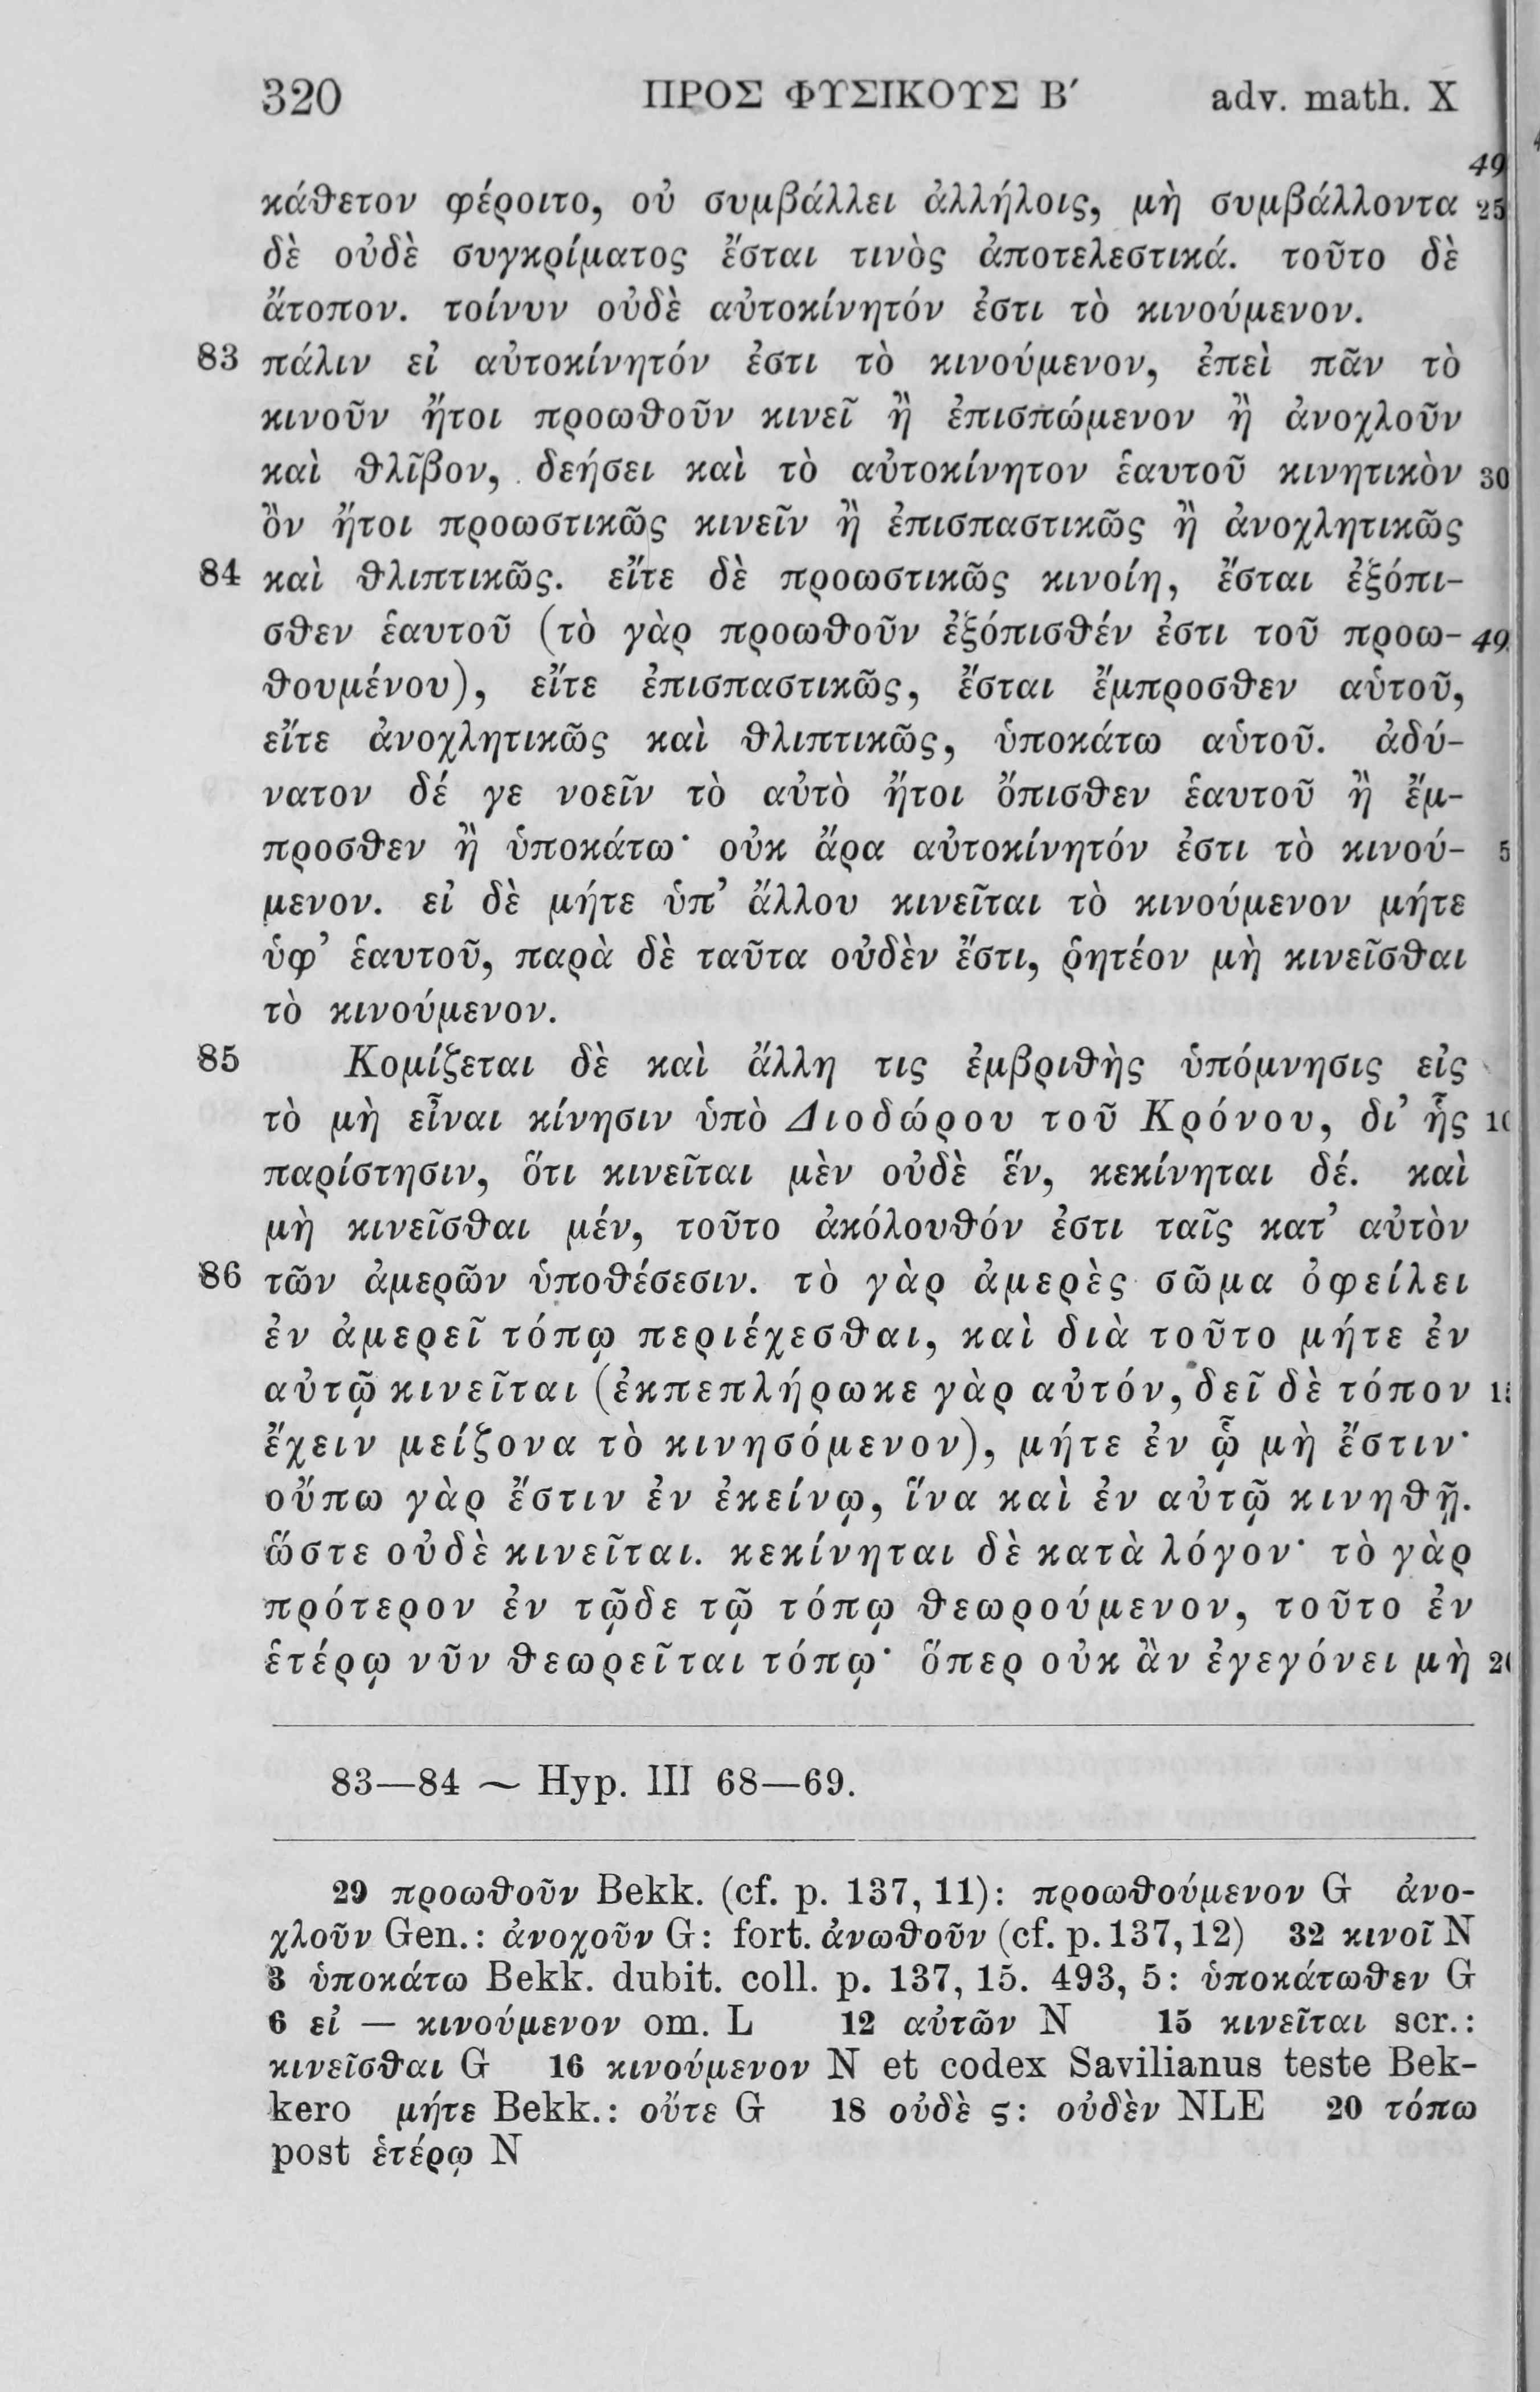 320 ΠΡΟΣ ΦΥΣΙΚΟΥΣ Β′ adv. math. X
49
κάθετον φέροιτο, οὐ συμβάλλει ἀλλήλοις, μὴ συμβάλλοντα 25
δὲ οὐδὲ συγκρίματος ἔσται τινὸς ἀποτελεστικά. τοῦτο δὲ
ἄτοπον. τοίνυν οὐδὲ αὐτοκίνητόν ἐστι τὸ κινούμενον.
83 πάλιν εἰ αὐτοκίνητόν ἐστι τὸ κινούμενον, ἐπεὶ πᾶν τὸ
κινοῦν ἤτοι προωθοῦν κινεῖ ἢ ἐπισπώμενον ἢ ἀνοχλοῦν
καὶ θλῖβον, δεήσει καὶ τὸ αὐτοκίνητον ἑαυτοῦ κινητικὸν 30
ὂν ἤτοι προωστικῶς κινεῖν ἢ ἐπισπαστικῶς ἢ ἀνοχλητικῶς
84 καὶ θλιπτικῶς. εἴτε δὲ προωστικῶς κινοίη, ἔσται ἐξόπι-
σθεν ἑαυτοῦ (τὸ γὰρ προωθοῦν ἐξόπισθέν ἐστι τοῦ προω- 49
θουμένου), εἴτε ἐπισπαστικῶς, ἔσται ἔμπροσθεν αὑτοῦ,
εἴτε ἀνοχλητικῶς καὶ θλιπτικῶς, ὑποκάτω αὑτοῦ. ἀδύ-
νατον δέ γε νοεῖν τὸ αὐτὸ ἤτοι ὄπισθεν ἑαυτοῦ ἢ ἔμ-
προσθεν ἢ ὑποκάτω· οὐκ ἄρα αὐτοκίνητόν ἐστι τὸ κινού- 5
μενον. εἰ δὲ μήτε ὑπ’ ἄλλου κινεῖται τὸ κινούμενον μήτε
ὑφ’ ἑαυτοῦ, παρὰ δὲ ταῦτα οὐδὲν ἔστι, ῥητέον μὴ κινεῖσθαι
τὸ κινούμενον.
85 Κομίζεται δὲ καὶ ἄλλη τις ἐμβριθὴς ὑπόμνησις εἰς
τὸ μὴ εἶναι κίνησιν ὑπὸ Διοδώρου τοῦ Κρόνου, δι’ ἧς 10
παρίστησιν, ὅτι κινεῖται μὲν οὐδὲ ἕν, κεκίνηται δέ. καὶ
μὴ κινεῖσθαι μέν, τοῦτο ἀκόλουθόν ἐστι ταῖς κατ’ αὐτὸν
86 τῶν ἀμερῶν ὑποθέσεσιν. τὸ γὰρ ἀμερὲς σῶμα ὀφείλει
ἐν ἀμερεῖ τόπῳ περιέχεσθαι, καὶ διὰ τοῦτο μήτε ἐν
αὐτῷ κινεῖται (ἐκπεπλήρωκε γὰρ αὐτόν, δεῖ δὲ τόπον 15
ἔχειν μείζονα τὸ κινησόμενον), μήτε ἐν ᾧ μὴ ἔστιν·
οὔπω γὰρ ἔστιν ἐν ἐκείνῳ, ἵνα καὶ ἐν αὐτῷ κινηθῇ.
ὥστε οὐδὲ κινεῖται. κεκίνηται δὲ κατὰ λόγον· τὸ γὰρ
πρότερον ἐν τῷδε τῷ τόπῳ θεωρούμενον, τοῦτο ἐν
ἑτέρῳ νῦν θεωρεῖται τόπῳ· ὅπερ οὐκ ἂν ἐγεγόνει μὴ 20
83—84 ~ Hyp. III 68—69.
29 προωθοῦν Bekk. (cf. p. 137, 11): προωθούμενον G ἀνο-
χλοῦν Gen.: ἀνοχοῦν G: fort. ἀνωθοῦν (cf. p. 137, 12) 32 κινοῖ N
3 ὑποκάτω Bekk. dubit. coll. p. 137, 15. 493, 5: ὑποκάτωθεν G
6 εἰ — κινούμενον om. L 12 αὐτῶν N 15 κινεῖται scr.:
κινεῖσθαι G 16 κινούμενον N et codex Savilianus teste Bek-
kero μήτε Bekk.: οὔτε G 18 οὐδὲ ς: οὐδὲν NLE 20 τόπω
post ἑτέρῳ N